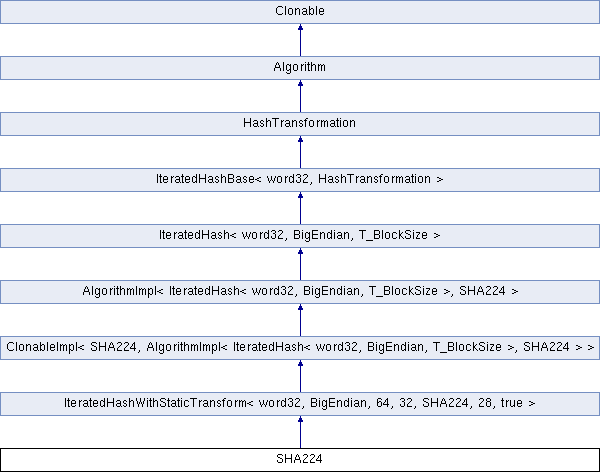 Clonable
Algorithm
HashTransformation
IteratedHashBase< word32, HashTransformation >
IteratedHash< word32, BigEndian, T_BlockSize >
AlgorithmImpl< IteratedHash< word32, BigEndian, T_BlockSize >, SHA224 >
ClonableImpl< SHA224, AlgorithmImpl< IteratedHash< word32, BigEndian, T_BlockSize >, SHA224 > >
IteratedHashWithStaticTransform< word32, BigEndian, 64, 32, SHA224, 28, true >
SHA224